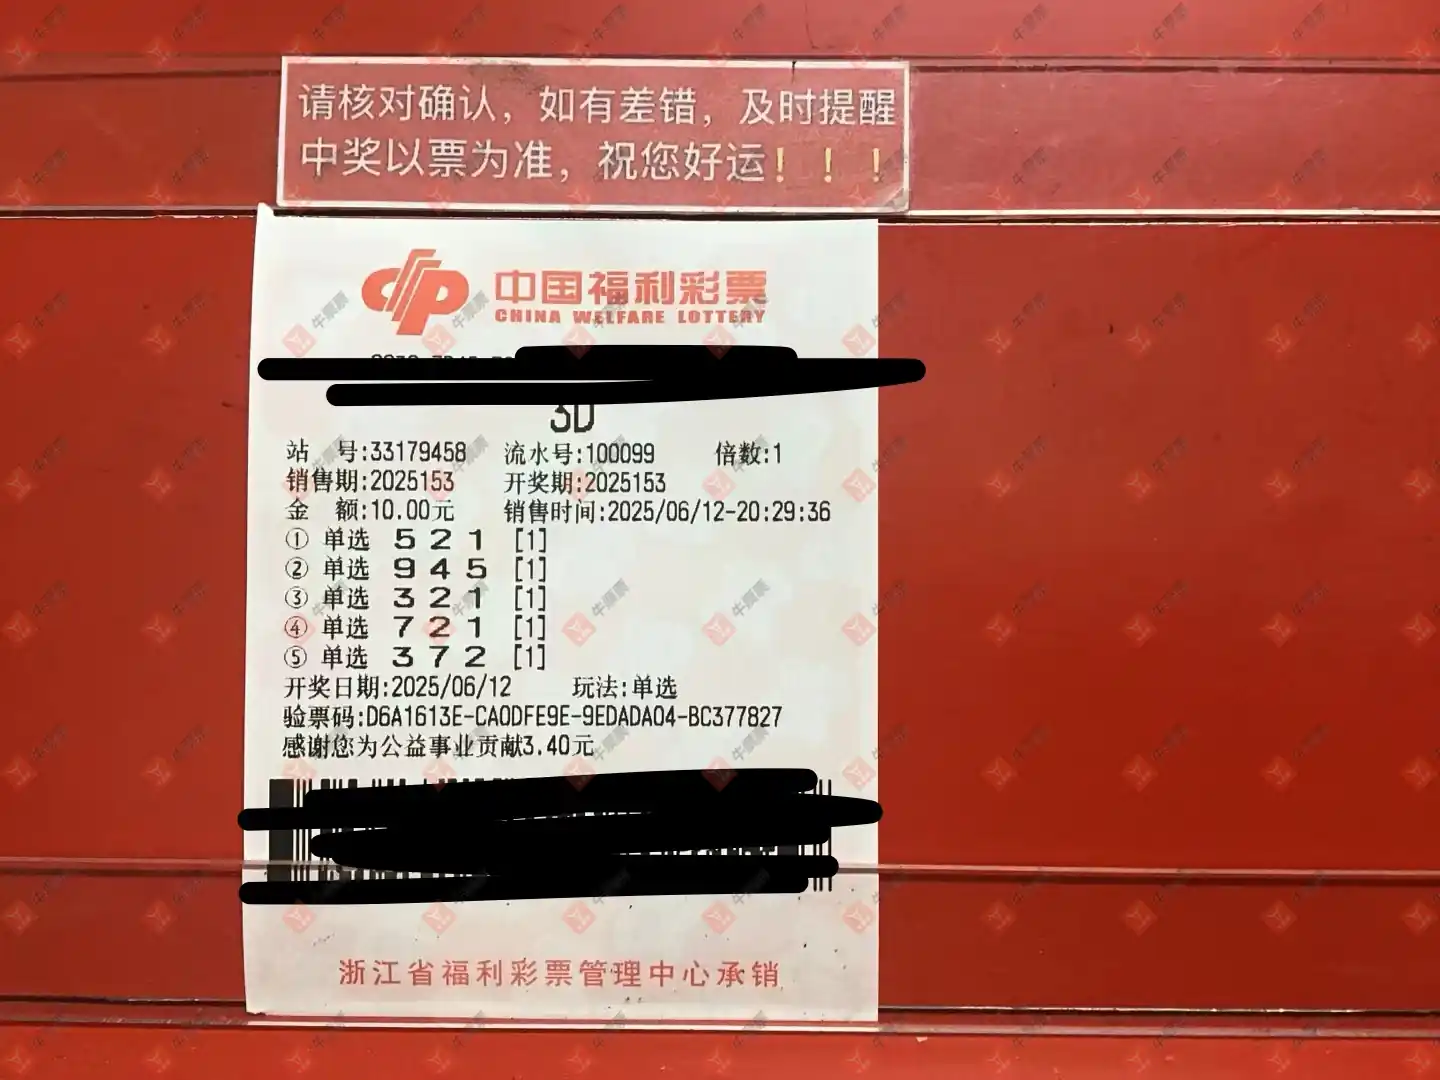 请核对确认，如有差错，及时提醒
中奖以票为准，祝您好运！！！
中国福利彩票
CHINA WELFARE LOTTERY
3D
站 号:33179458 流水号:100099 倍数:1
销售期:2025153 开奖期:2025153
金 额:10.00元 销售时间:2025/06/12-20:29:36
① 单选 5 2 1 [1]
② 单选 9 4 5 [1]
③ 单选 3 2 1 [1]
④ 单选 7 2 1 [1]
⑤ 单选 3 7 2 [1]
开奖日期:2025/06/12 玩法:单选
验票码:D6A1613E-CA0DFE9E-9EDADA04-BC377827
感谢您为公益事业贡献3.40元
浙江省福利彩票管理中心承销